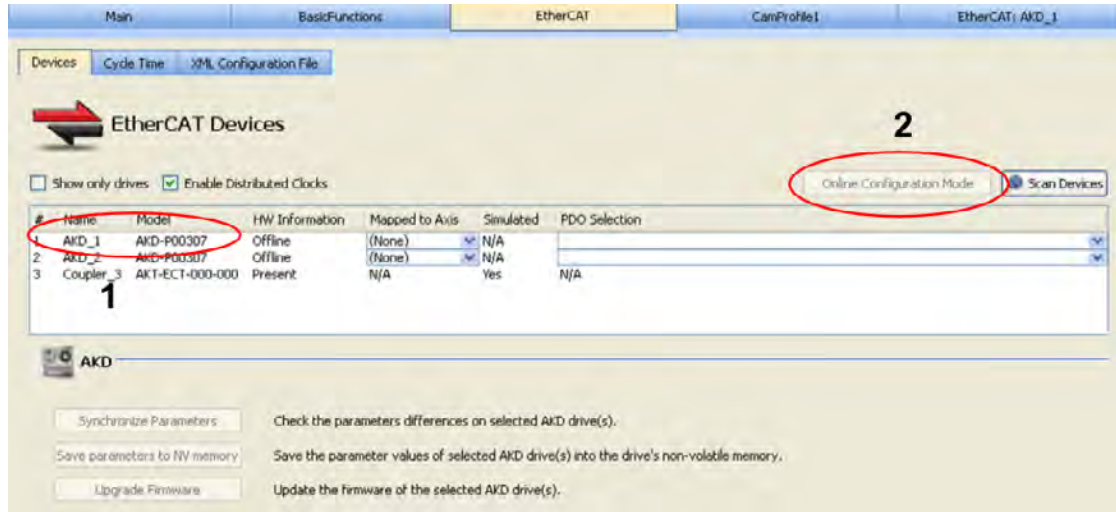 Main BasicFunctions EtherCAT CamProfile1 EtherCAT: AKD_1
Devices Cycle Time XML Configuration File
EtherCAT Devices
2
Show only drives Enable Distributed Clocks Online Configuration Mode Scan Devices
# Name Model HW Information Mapped to Axis Simulated PDO Selection
1 AKD_1 AKD-P00307 Offline (None) N/A
2 AKD_2 AKD-P00307 Offline (None) N/A
3 Coupler_3 AKT-ECT-000-000 Present N/A Yes N/A
1
AKD
Synchronize Parameters Check the parameters differences on selected AKD drive(s).
Save parameters to NV memory Save the parameter values of selected AKD drive(s) into the drive's non-volatile memory.
Upgrade Firmware Update the firmware of the selected AKD drive(s).